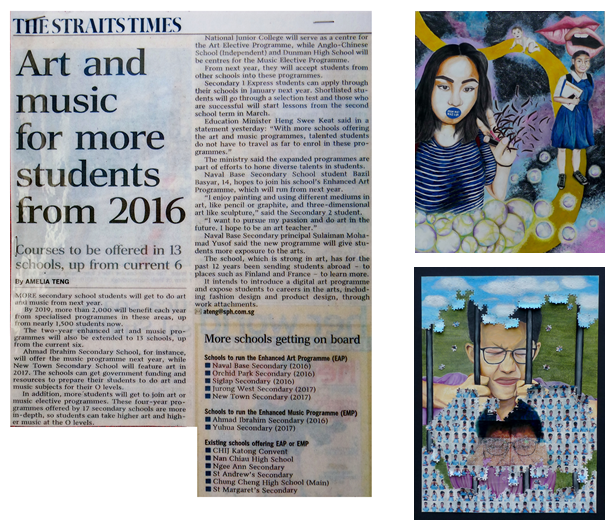 THE STRAITS TIMES
Art and
music
for more
students
from 2016
Courses to be offered in 13
schools, up from current 6
By AMELIA TENG
MORE secondary school students will get to do art
and music from next year.
By 2019, more than 2,000 will benefit each year
from specialised programmes in these areas, up
from nearly 1,500 students now.
The two-year enhanced art and music pro-
grammes will also be extended to 13 schools, up
from the current six.
Ahmad Ibrahim Secondary School, for instance,
will offer the music programme next year, while
New Town Secondary School will feature art in
2017. The schools can get government funding and
resources to prepare their students to do art and
music subjects for their O levels.
In addition, more students will get to join art or
music elective programmes. These four-year pro-
grammes offered by 17 secondary schools are more
in-depth, so students can take higher art and high-
er music at the O levels.
National Junior College will serve as a centre for
the Art Elective Programme, while Anglo-Chinese
School (Independent) and Dunman High School will
be centres for the Music Elective Programme.
From next year, they will accept students from
other schools into these programmes.
Secondary 1 Express students can apply through
their schools in January next year. Shortlisted stu-
dents will go through a selection test and those who
are successful will start lessons from the second
school term in March.
Education Minister Heng Swee Keat said in a
statement yesterday: "With more schools offering
the art and music programmes, talented students
do not have to travel as far to enrol in these pro-
grammes."
The ministry said the expanded programmes are
part of efforts to hone diverse talents in students.
Naval Base Secondary School student Bazil
Basyar, 14, hopes to join his school's Enhanced Art
Programme, which will run from next year.
"I enjoy painting and using different mediums in
art, like pencil or graphite, and three-dimensional
art like sculpture," said the Secondary 2 student.
"I want to pursue my passion and do art in the
future. I hope to be an art teacher."
Naval Base Secondary principal Sulaiman Moha-
mad Yusof said the new programme will give stu-
dents more exposure to the arts.
The school, which is strong in art, has for the
past 12 years been sending students abroad – to
places such as Finland and France – to learn more.
It intends to introduce a digital art programme
and expose students to careers in the arts, includ-
ing fashion design and product design, through
work attachments.
ateng@sph.com.sg
More schools getting on board
Schools to run the Enhanced Art Programme (EAP)
Naval Base Secondary (2016)
Orchid Park Secondary (2016)
Siglap Secondary (2016)
Jurong West Secondary (2017)
New Town Secondary (2017)
Schools to run the Enhanced Music Programme (EMP)
Ahmad Ibrahim Secondary (2016)
Yuhua Secondary (2017)
Existing schools offering EAP or EMP
CHIJ Katong Convent
Nan Chiau High School
Ngee Ann Secondary
St Andrew's Secondary
Chung Cheng High School (Main)
St Margaret's Secondary